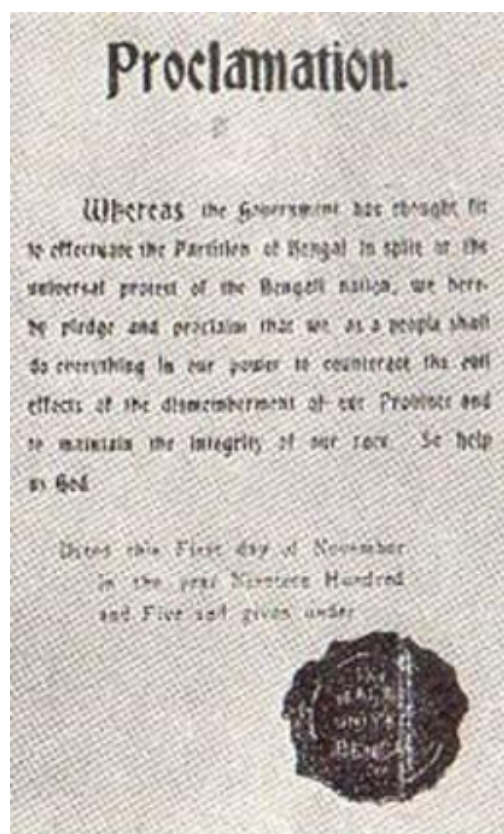 Proclamation.
Whereas the Government has thought fit
to effectuate the Partition of Bengal in spite of the
universal protest of the Bengali nation, we here-
by pledge and proclaim that we as a people shall
do everything in our power to counteract the evil
effects of the dismemberment of our Province and
to maintain the integrity of our race. So help
us God
Dated this First day of November
in the year Nineteen Hundred
and Five and given under
THE
UNITED